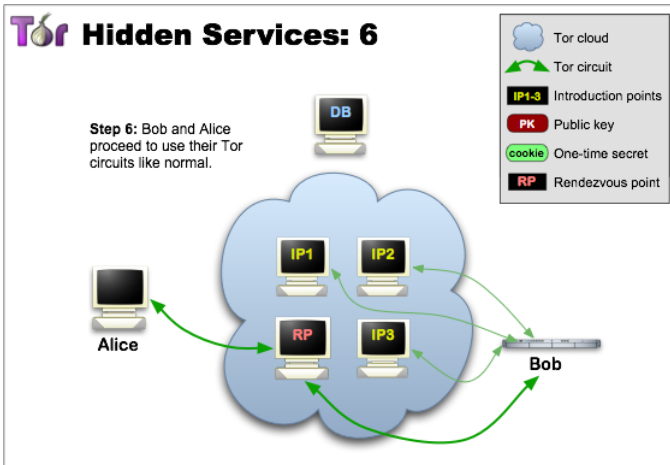 Tor Hidden Services: 6
Tor cloud
Tor circuit
IP1-3 Introduction points
PK Public key
cookie One-time secret
RP Rendezvous point
DB
Step 6: Bob and Alice
proceed to use their Tor
circuits like normal.
IP1 IP2
RP IP3
Alice
Bob